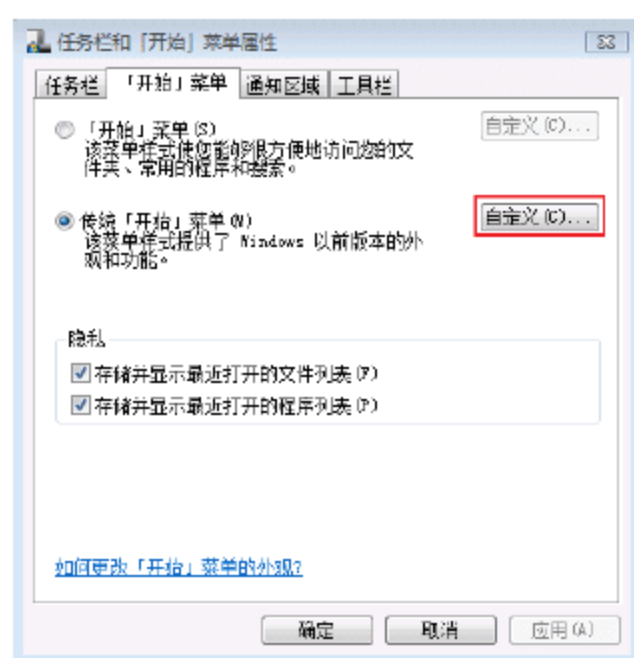 任务栏和「开始」菜单属性
任务栏 「开始」菜单 通知区域 工具栏
「开始」菜单(S) 自定义(C)...
该菜单样式使您能够很方便地访问您的文
件夹、常用的程序和搜索。
传统「开始」菜单(M) 自定义(C)...
该菜单样式提供了 Windows 以前版本的外
观和功能。
隐私
存储并显示最近打开的文件列表(F)
存储并显示最近打开的程序列表(P)
如何更改「开始」菜单的外观?
确定 取消 应用(A)